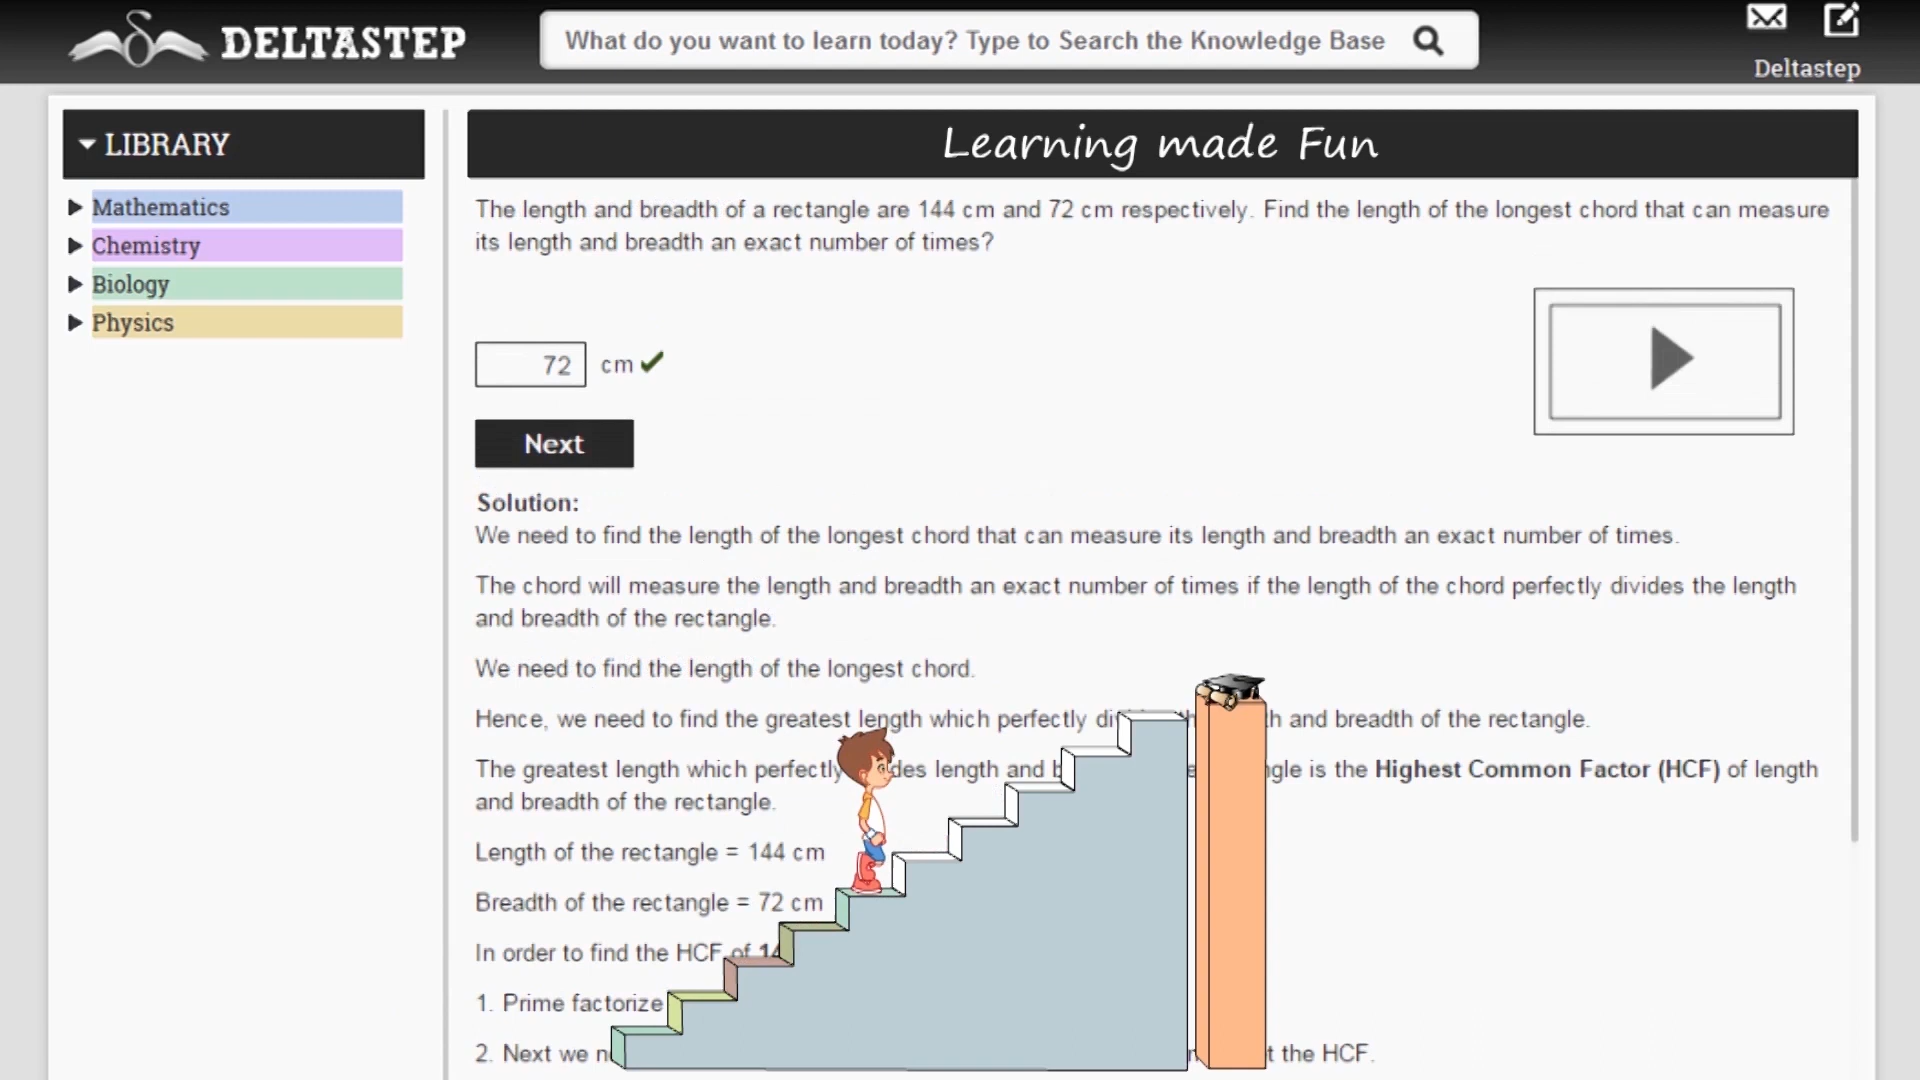 DELTASTEP
What do you want to learn today? Type to Search the Knowledge Base
Deltastep
LIBRARY
Mathematics
Chemistry
Biology
Physics
Learning made Fun
The length and breadth of a rectangle are 144 cm and 72 cm respectively. Find the length of the longest chord that can measure
its length and breadth an exact number of times?
72 cm
Next
Solution:
We need to find the length of the longest chord that can measure its length and breadth an exact number of times.
The chord will measure the length and breadth an exact number of times if the length of the chord perfectly divides the length
and breadth of the rectangle.
We need to find the length of the longest chord.
Hence, we need to find the greatest length which perfectly and breadth of the rectangle.
The greatest length which perfectly length and is the Highest Common Factor (HCF) of length
and breadth of the rectangle.
Length of the rectangle = 144 cm
Breadth of the rectangle = 72 cm
In order to find the HCF of
1. Prime factorize
2. Next we the HCF.